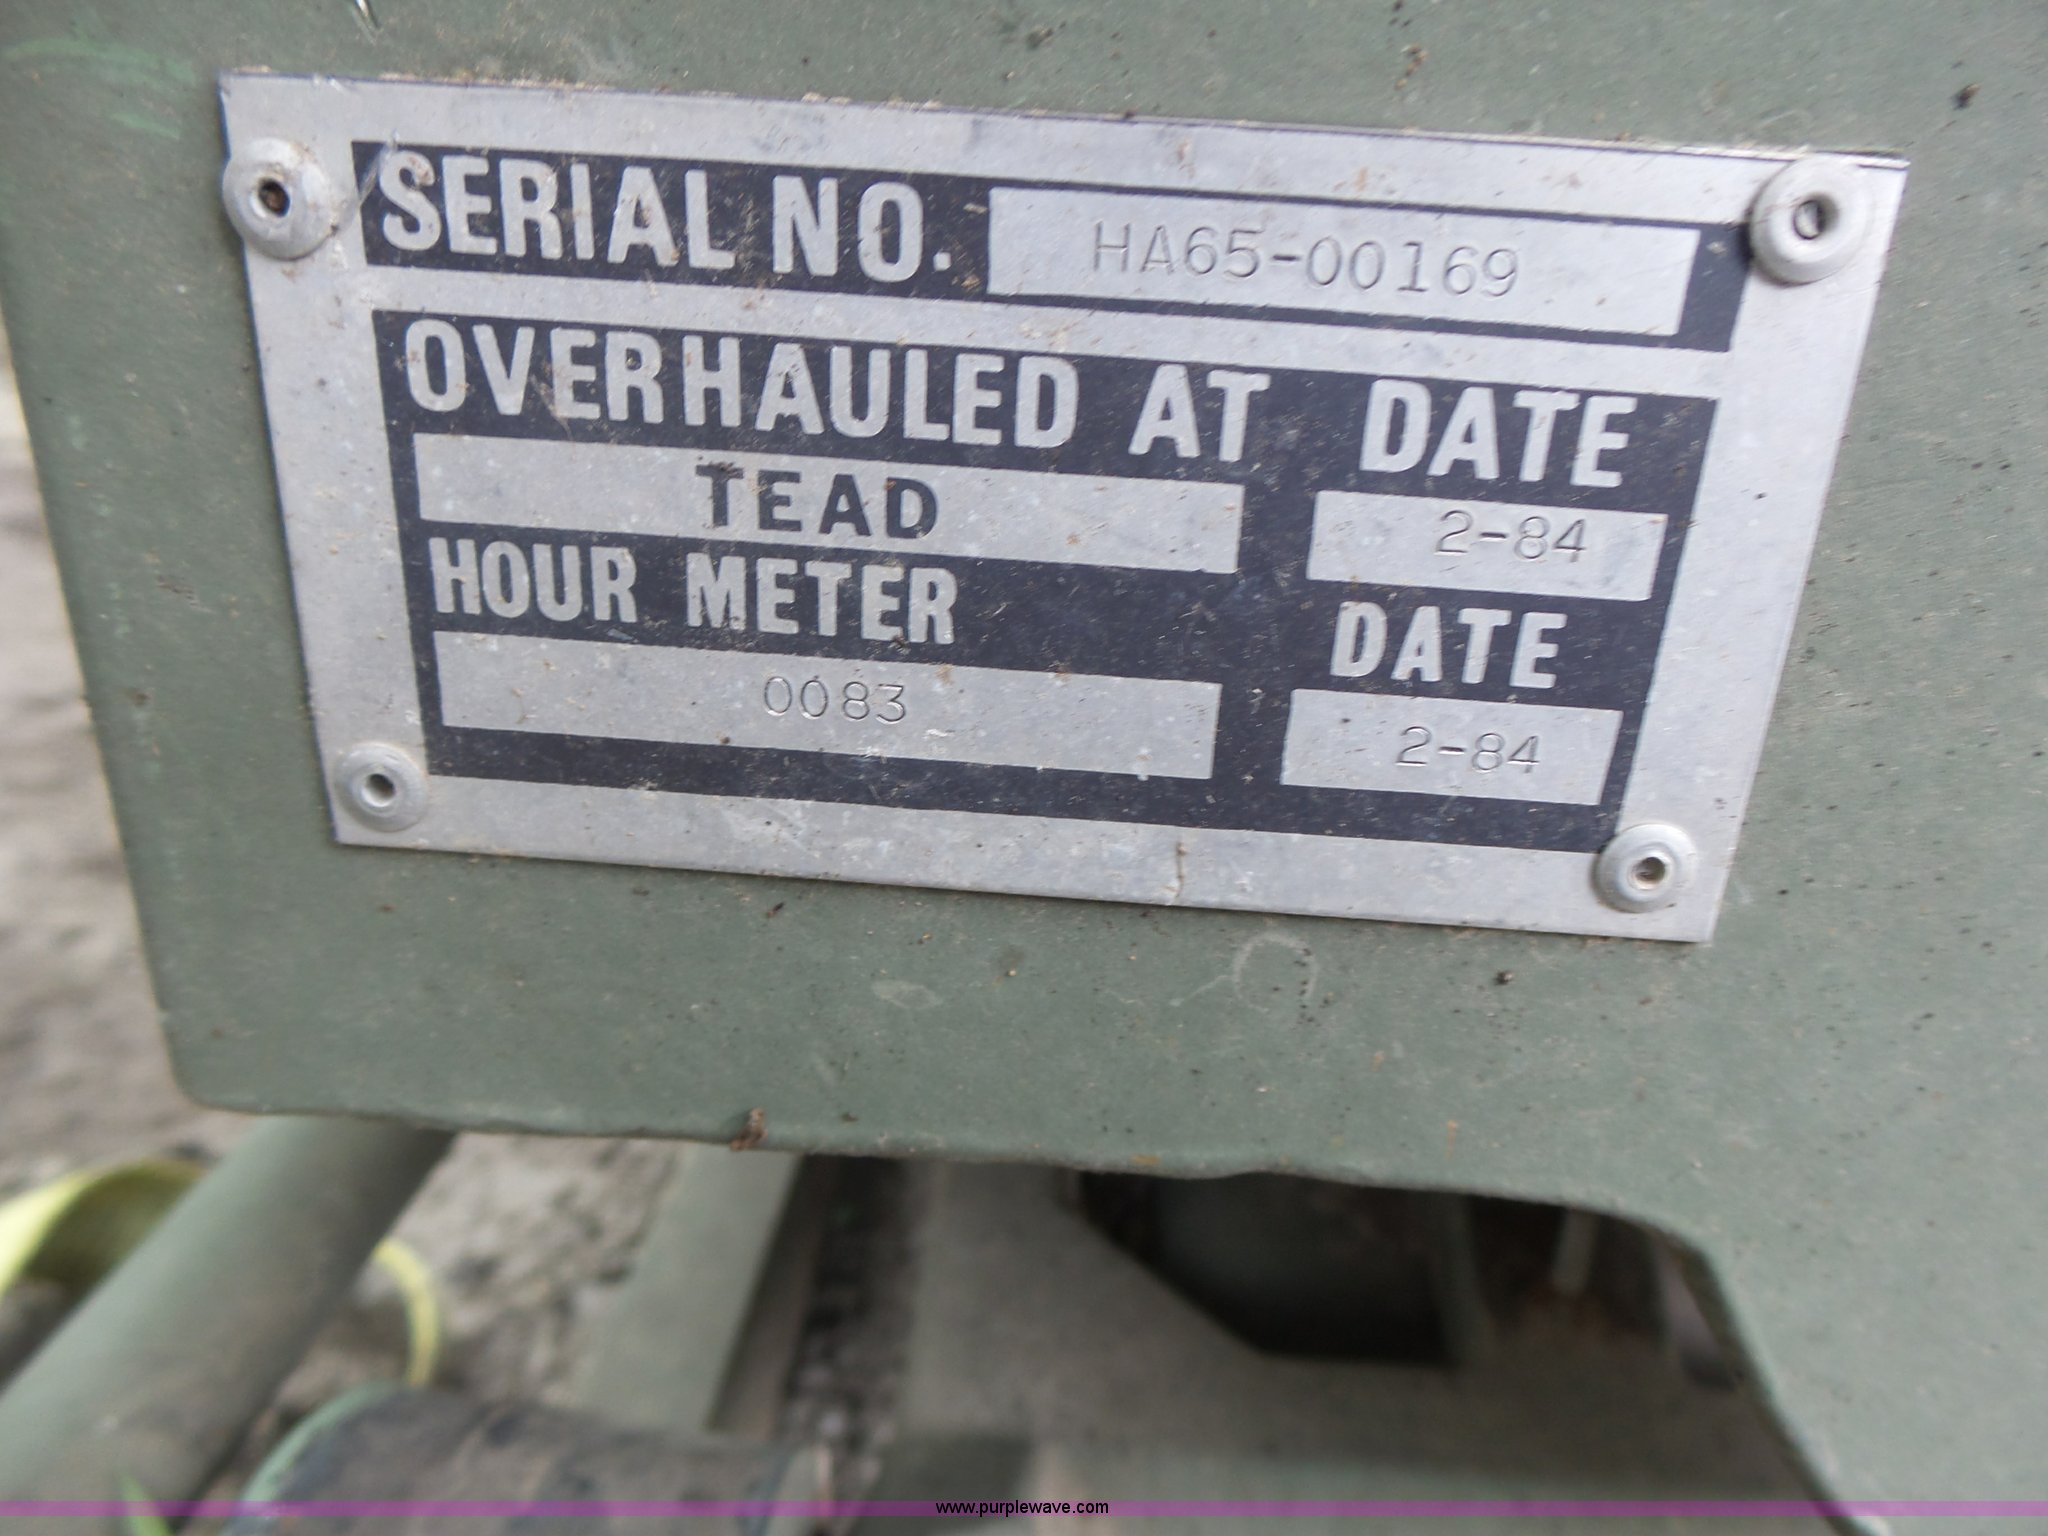 SERIAL NO. HA65-00169
OVERHAULED AT DATE
TEAD 2-84
HOUR METER DATE
0083 2-84
www.purplewave.com